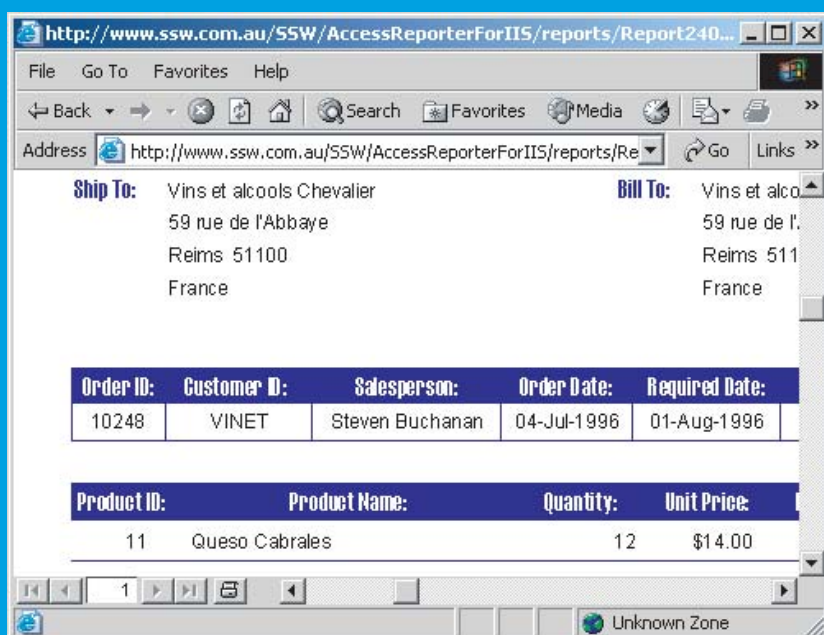 http://www.ssw.com.au/SSW/AccessReporterForIIS/reports/Report240...
File Go To Favorites Help
Back Search Favorites Media »
Address http://www.ssw.com.au/SSW/AccessReporterForIIS/reports/Re Go Links »
Ship To: Vins et alcools Chevalier Bill To: Vins et alco
59 rue de l'Abbaye 59 rue de l'
Reims 51100 Reims 511
France France
Order ID: Customer ID: Salesperson: Order Date: Required Date:
10248 VINET Steven Buchanan 04-Jul-1996 01-Aug-1996
Product ID: Product Name: Quantity: Unit Price:
11 Queso Cabrales 12 $14.00
1
Unknown Zone